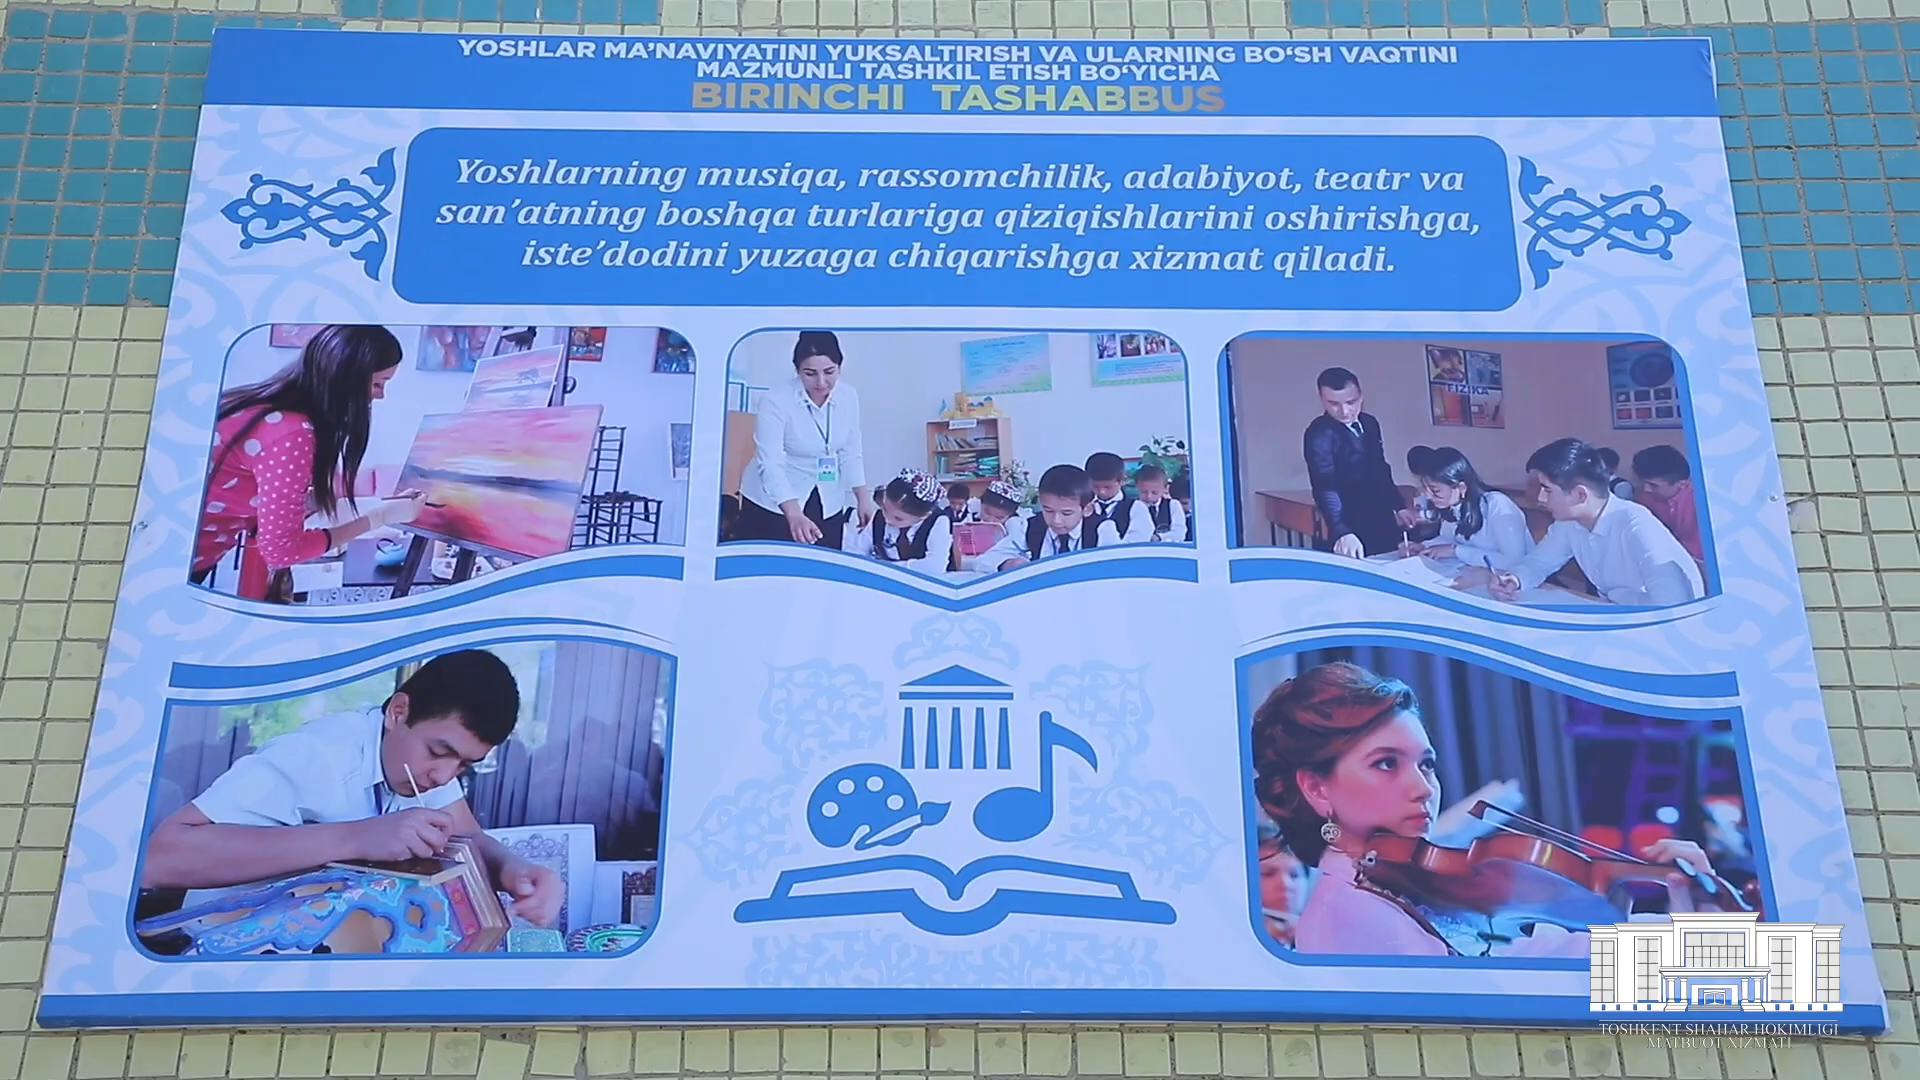 YOSHLAR MA’NAVIYATINI YUKSALTIRISH VA ULARNING BO‘SH VAQTINI
MAZMUNLI TASHKIL ETISH BO‘YICHA
BIRINCHI TASHABBUS
Yoshlarning musiqa, rassomchilik, adabiyot, teatr va
san’atning boshqa turlariga qiziqishlarini oshirishga,
iste’dodini yuzaga chiqarishga xizmat qiladi.
FIZIKA
TOSHKENT SHAHAR HOKIMLIGI
MATBUOT XIZMATI